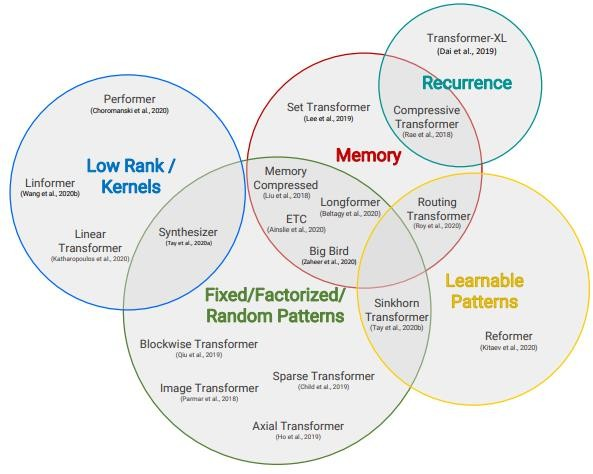 Transformer-XL
(Dai et al., 2019)
Recurrence
Compressive
Transformer
(Rae et al., 2018)
Performer
(Choromanski et al., 2020)
Low Rank /
Kernels
Linformer
(Wang et al., 2020b)
Linear
Transformer
(Katharopoulos et al., 2020)
Synthesizer
(Tay et al., 2020a)
Set Transformer
(Lee et al., 2019)
Memory
Memory
Compressed
(Liu et al., 2018)
Longformer
(Beltagy et al., 2020)
ETC
(Ainslie et al., 2020)
Big Bird
(Zaheer et al., 2020)
Routing
Transformer
(Roy et al., 2020)
Learnable
Patterns
Sinkhorn
Transformer
(Tay et al., 2020b)
Reformer
(Kitaev et al., 2020)
Fixed/Factorized/
Random Patterns
Blockwise Transformer
(Qiu et al., 2019)
Sparse Transformer
(Child et al., 2019)
Image Transformer
(Parmar et al., 2018)
Axial Transformer
(Ho et al., 2019)